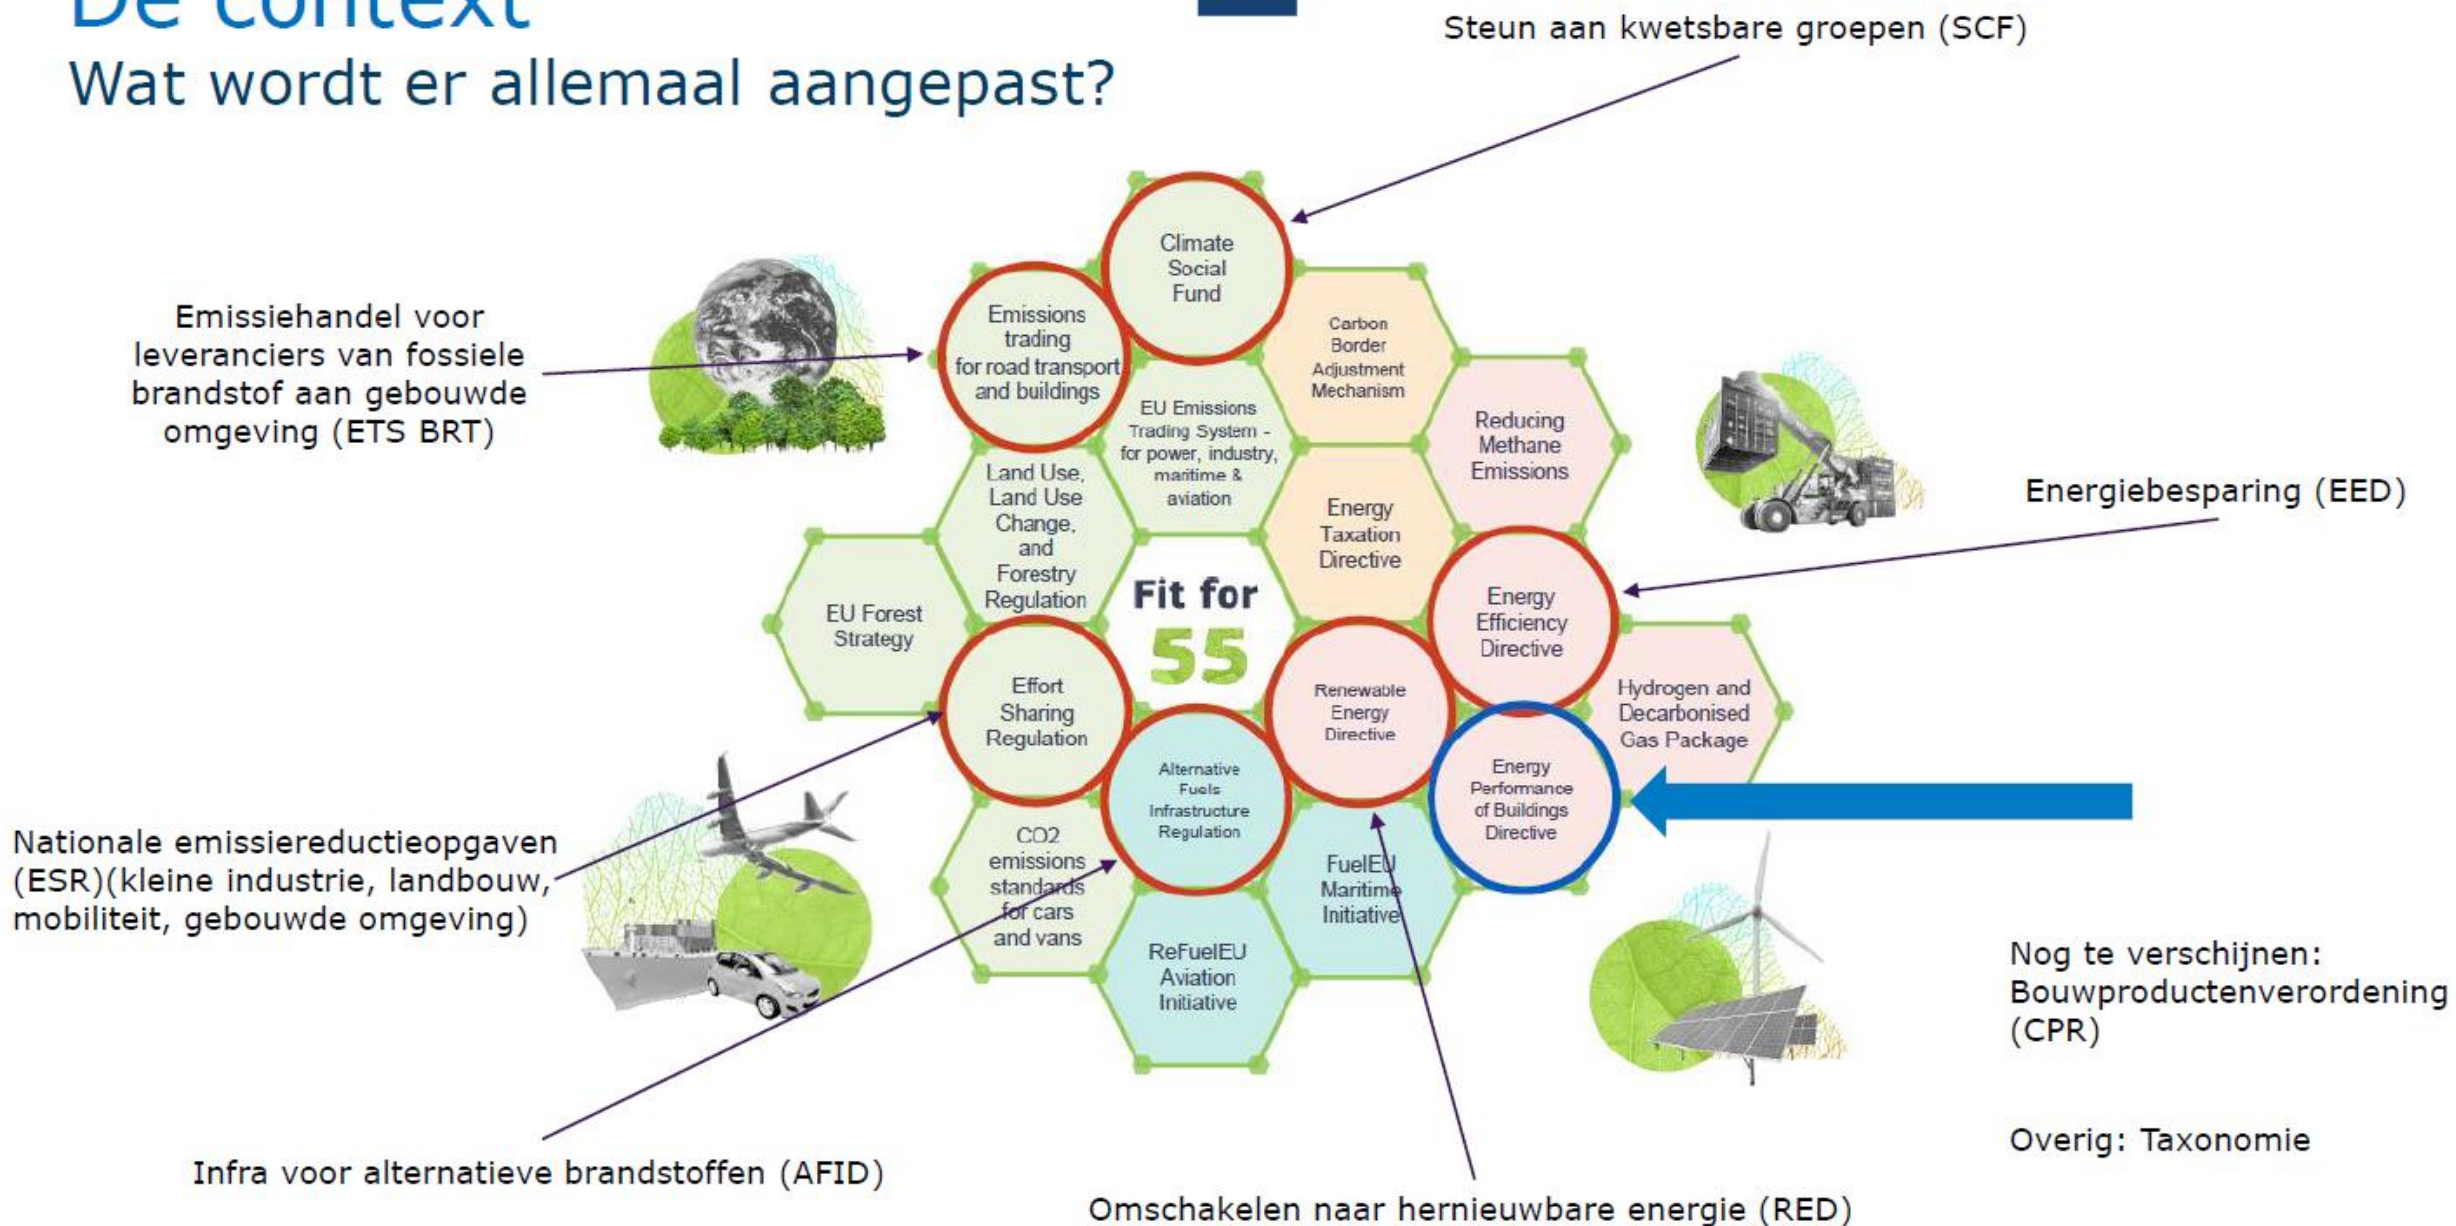 De context
Wat wordt er allemaal aangepast?
Steun aan kwetsbare groepen (SCF)
Emissiehandel voor
leveranciers van fossiele
brandstof aan gebouwde
omgeving (ETS BRT)
Climate
Social
Fund
Emissions
trading
for road transport
and buildings
Carbon
Border
Adjustment
Mechanism
EU Emissions
Trading System -
for power, industry,
maritime &
aviation
Reducing
Methane
Emissions
Land Use,
Land Use
Change,
and
Forestry
Regulation
Energy
Taxation
Directive
Energiebesparing (EED)
EU Forest
Strategy
Fit for
55
Energy
Efficiency
Directive
Effort
Sharing
Regulation
Renewable
Energy
Directive
Hydrogen and
Decarbonised
Gas Package
Alternative
Fuels
Infrastructure
Regulation
Energy
Performance
of Buildings
Directive
Nationale emissiereductieopgaven
(ESR)(kleine industrie, landbouw,
mobiliteit, gebouwde omgeving)
CO2
emissions
standards
for cars
and vans
FuelEU
Maritime
Initiative
ReFuelEU
Aviation
Initiative
Nog te verschijnen:
Bouwproductenverordening
(CPR)
Overig: Taxonomie
Infra voor alternatieve brandstoffen (AFID)
Omschakelen naar hernieuwbare energie (RED)